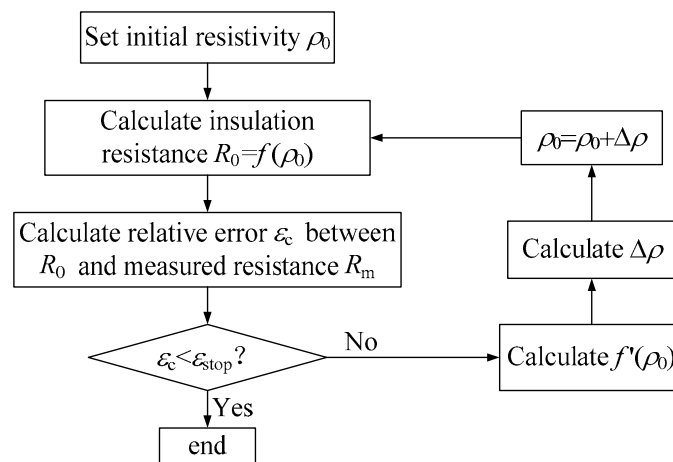 Set initial resistivity ρ₀
Calculate insulation
resistance R₀=f(ρ₀)
Calculate relative error εc between
R₀ and measured resistance Rm
εc<εstop?
No
Yes
end
Calculate f'(ρ₀)
Calculate Δρ
ρ₀=ρ₀+Δρ